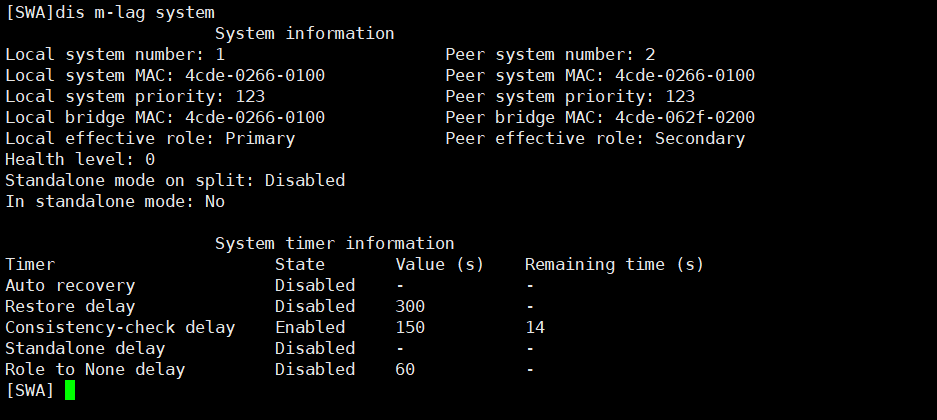 [SWA]dis m-lag system
System information
Local system number: 1 Peer system number: 2
Local system MAC: 4cde-0266-0100 Peer system MAC: 4cde-0266-0100
Local system priority: 123 Peer system priority: 123
Local bridge MAC: 4cde-0266-0100 Peer bridge MAC: 4cde-062f-0200
Local effective role: Primary Peer effective role: Secondary
Health level: 0
Standalone mode on split: Disabled
In standalone mode: No
System timer information
Timer State Value (s) Remaining time (s)
Auto recovery Disabled - -
Restore delay Disabled 300 -
Consistency-check delay Enabled 150 14
Standalone delay Disabled - -
Role to None delay Disabled 60 -
[SWA]